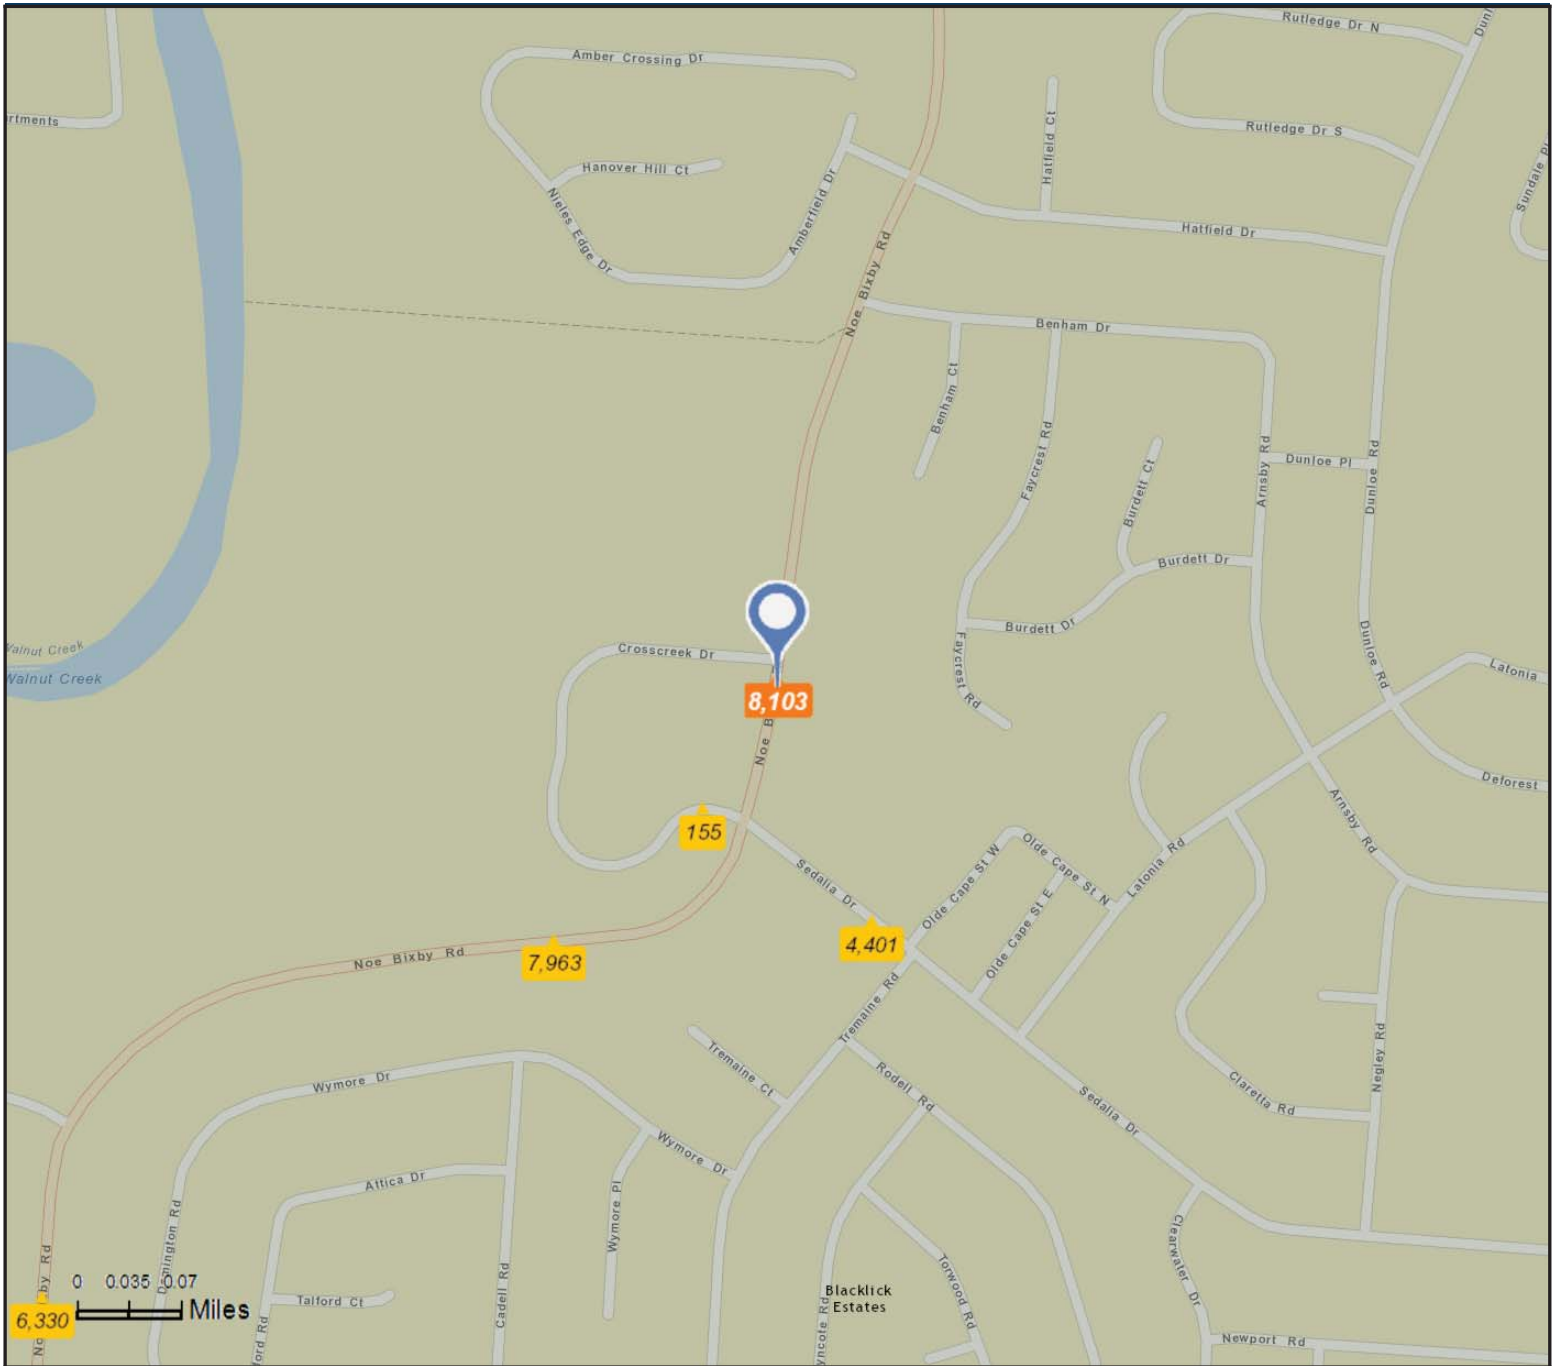 Rutledge Dr N
Amber Crossing Dr
Rutledge Dr S
Hatfield Ct
Hanover Hill Ct
Sundale
Nieles Edge Dr
Amberfield Dr
Hatfield Dr
Noe Bixby Rd
Benham Dr
Benham Ct
Faycrest Rd
Burdett Ct
Arnsby Rd
Dunloe Pl
Dunloe Rd
Burdett Dr
Burdett Dr
Faycrest Rd
Dunloe Rd
Walnut Creek
Walnut Creek
Crosscreek Dr
Latonia
8,103
Noe B
Deforest
155
Arnsby Rd
Sedalia Dr
Olde Cape St W
Olde Cape St N
Latonia Rd
Olde Cape St E
4,401
Noe Bixby Rd
7,963
Tremaine Rd
Tremaine Ct
Rodell Rd
Negley Rd
Wymore Dr
Claretta Rd
Sedalia Dr
Wymore Dr
Attica Dr
Wymore Pl
Clearwater Dr
by Rd
0 0.035 0.07
Miles
6,330
Talford Ct
Cadell Rd
Blacklick
Estates
Torwood Rd
ford Rd
Newport Rd